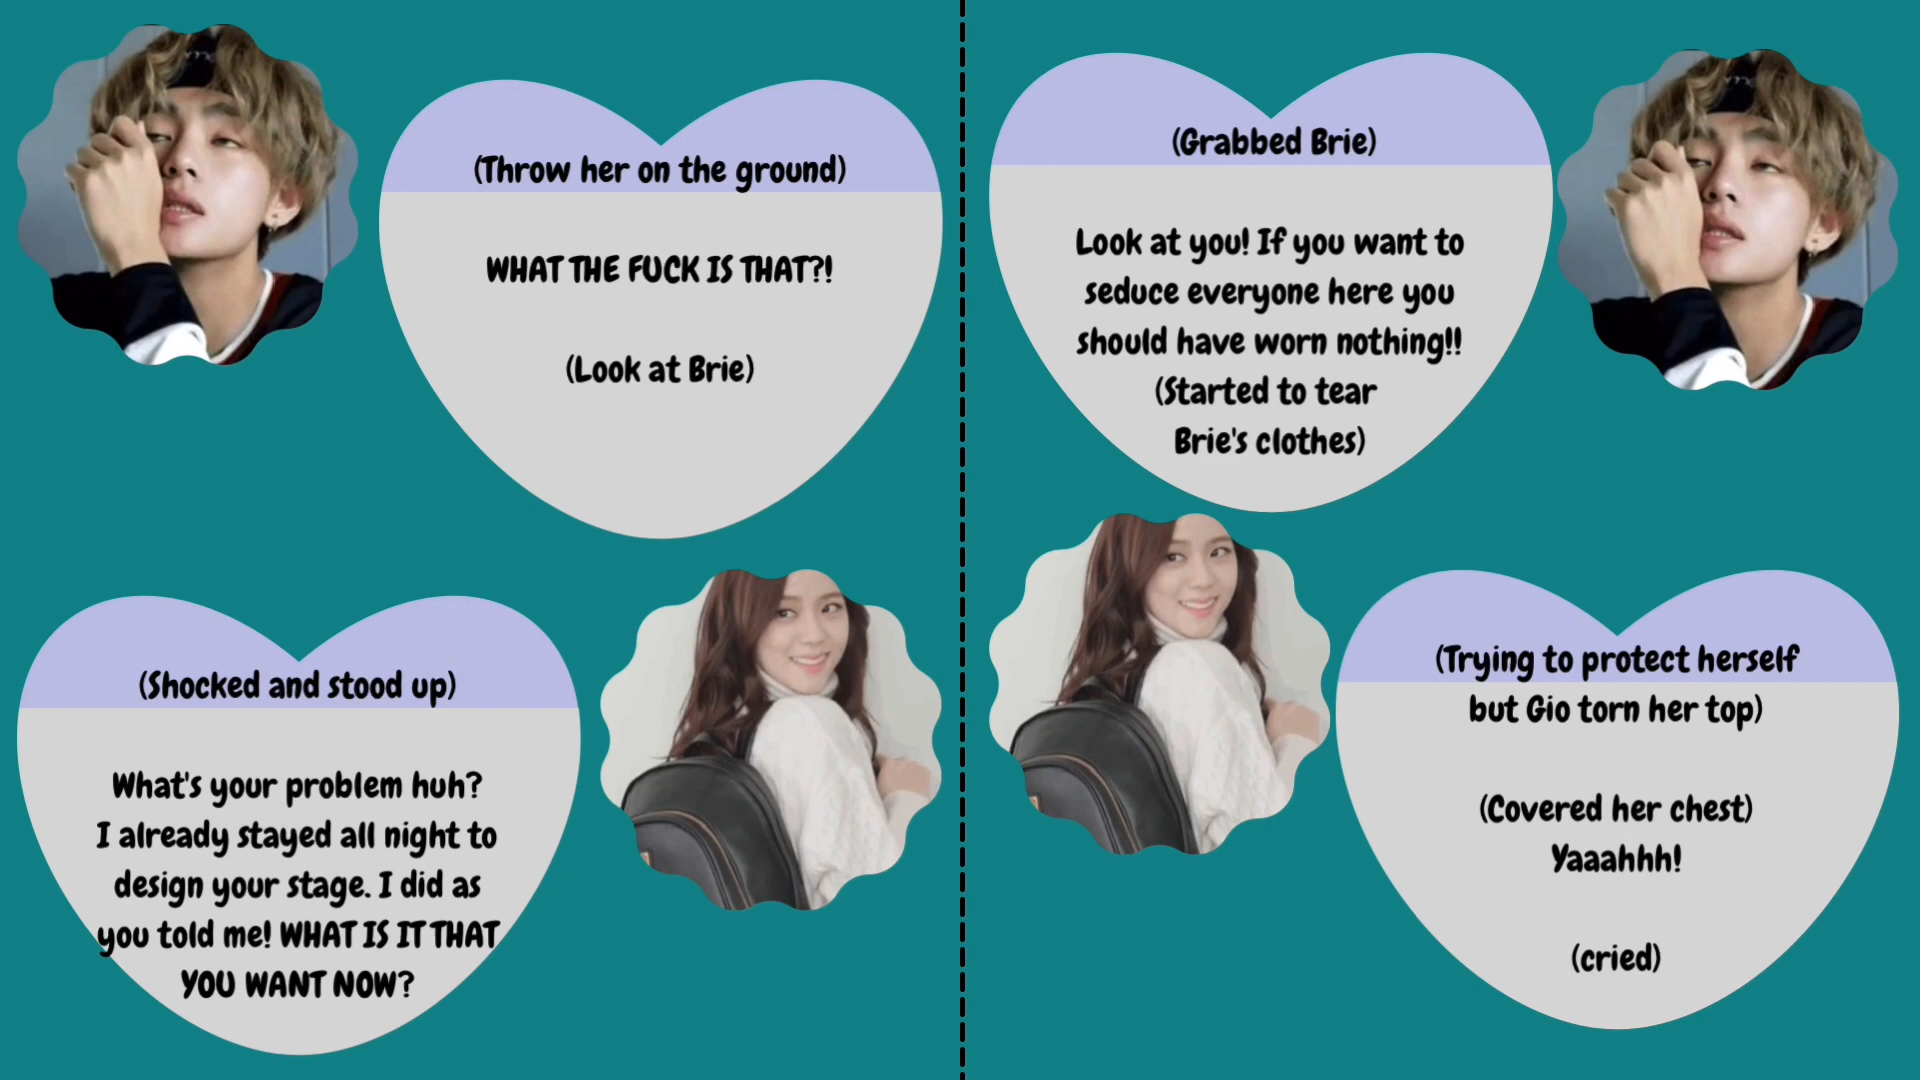 (Throw her on the ground)
WHAT THE FUCK IS THAT?!
(Look at Brie)
(Shocked and stood up)
What's your problem huh?
I already stayed all night to
design your stage. I did as
you told me! WHAT IS IT THAT
YOU WANT NOW?
(Grabbed Brie)
Look at you! If you want to
seduce everyone here you
should have worn nothing!!
(Started to tear
Brie's clothes)
(Trying to protect herself
but Gio torn her top)
(Covered her chest)
Yaaahhh!
(cried)